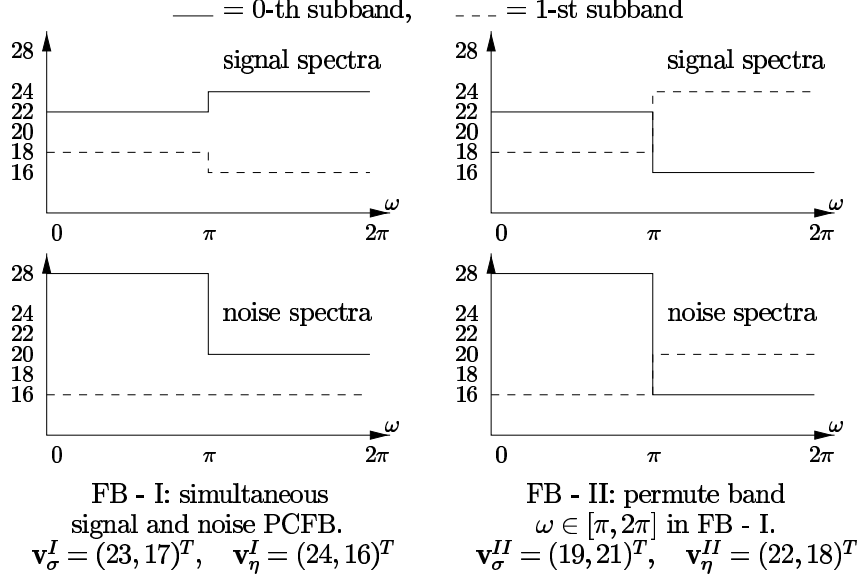 ___ = 0-th subband, _ _ _ = 1-st subband
28
24
22
20
18
16
signal spectra
ω
0 π 2π
28
24
22
20
18
16
signal spectra
ω
0 π 2π
28
24
22
20
18
16
noise spectra
ω
0 π 2π
28
24
22
20
18
16
noise spectra
ω
0 π 2π
FB - I: simultaneous
signal and noise PCFB.
𝐯_σ^I = (23, 17)^T, 𝐯_η^I = (24, 16)^T
FB - II: permute band
ω ∈ [π, 2π] in FB - I.
𝐯_σ^{II} = (19, 21)^T, 𝐯_η^{II} = (22, 18)^T